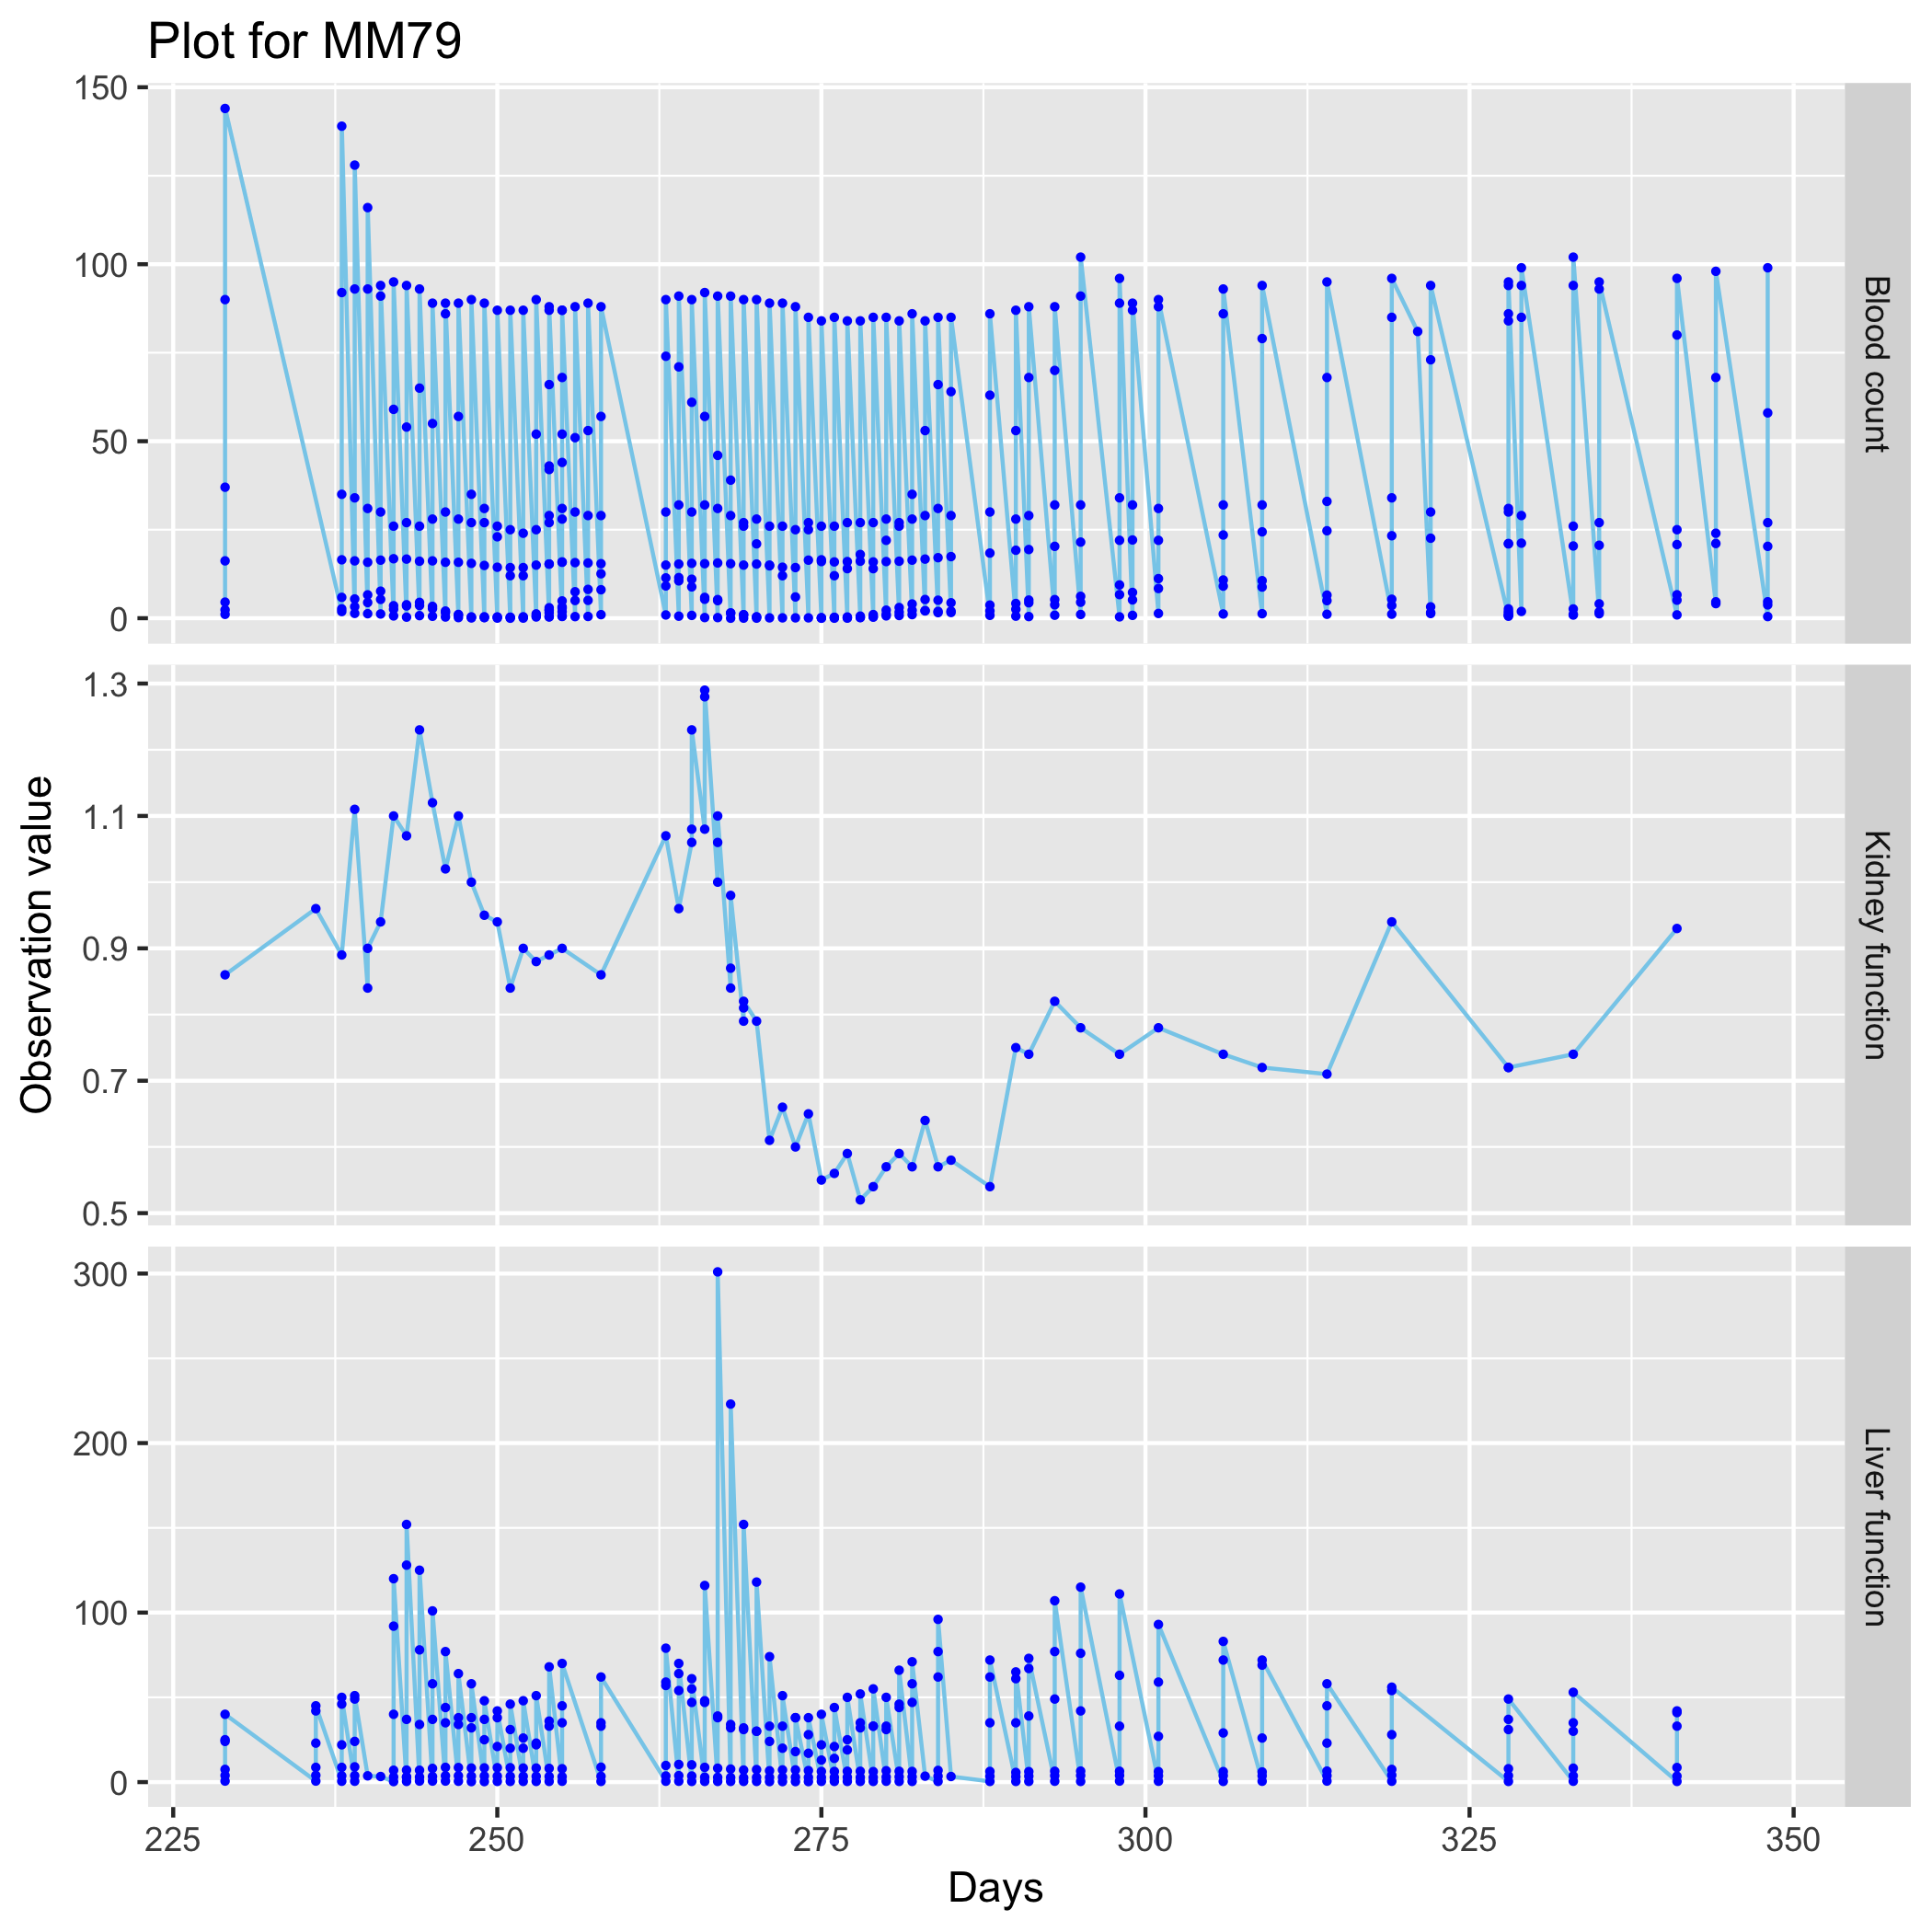 Plot for MM79
150
100
50
0
Blood count
1.3
1.1
0.9
0.7
0.5
Kidney function
Observation value
300
200
100
0
Liver function
225 250 275 300 325 350
Days